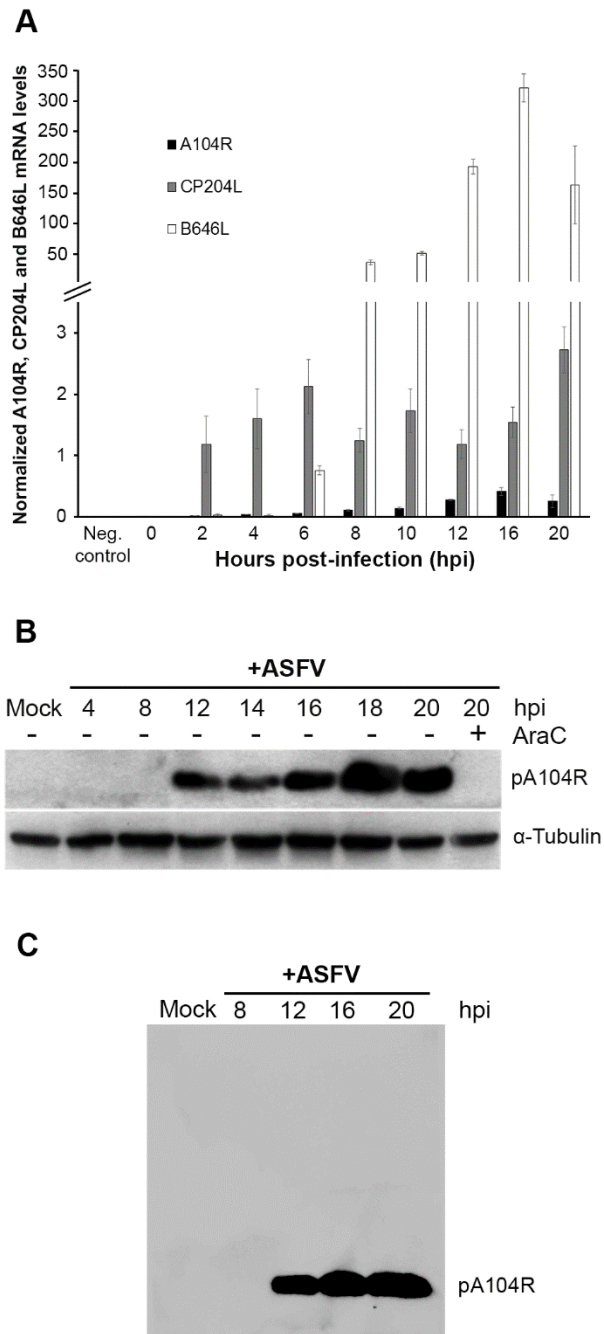 A
Normalized A104R, CP204L and B646L mRNA levels
350
300
250
200
150
100
50
3
2
1
0
A104R
CP204L
B646L
Neg. control 0 2 4 6 8 10 12 16 20
Hours post-infection (hpi)
B
+ASFV
Mock 4 8 12 14 16 18 20 20 hpi
- - - - - - - - + AraC
pA104R
α-Tubulin
C
+ASFV
Mock 8 12 16 20 hpi
pA104R